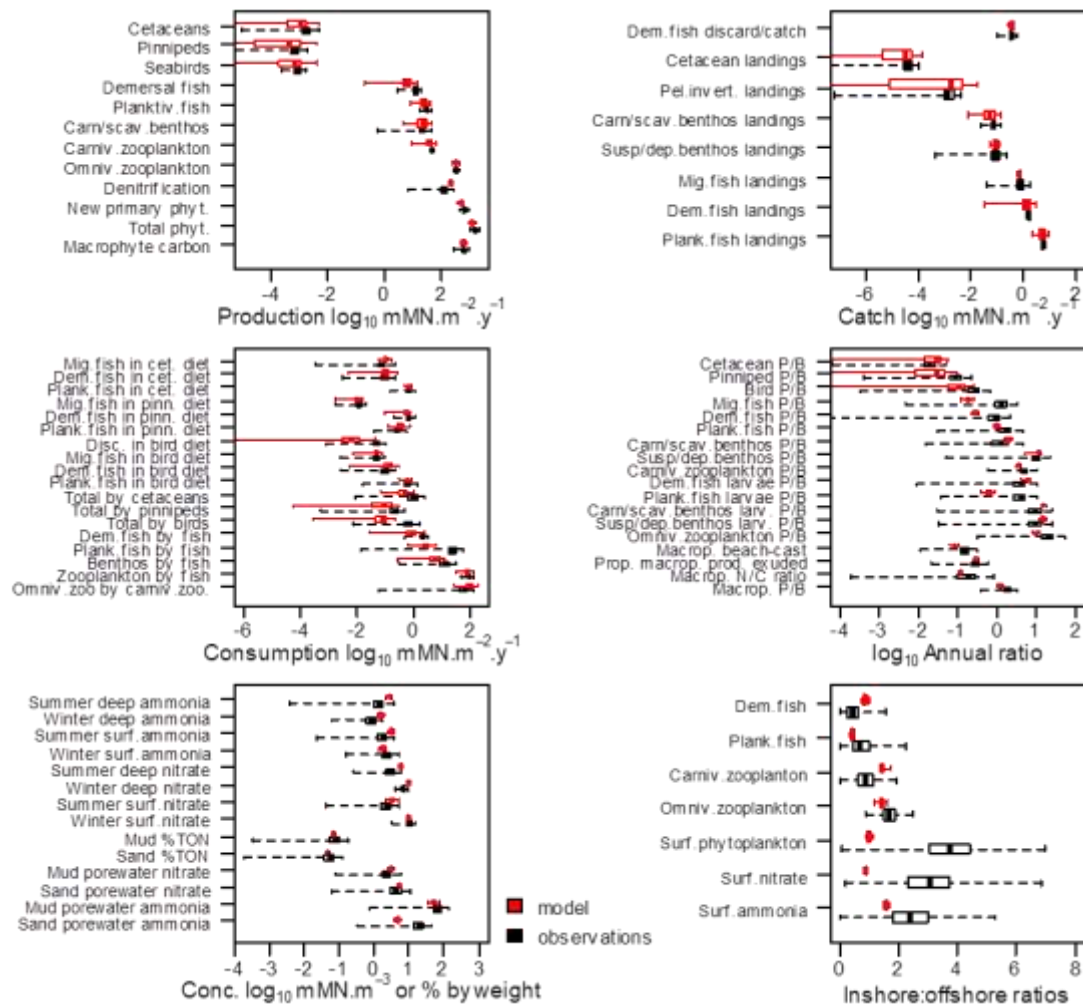 Cetaceans
Pinnipeds
Seabirds
Demersal fish
Planktiv.fish
Carn/scav.benthos
Carniv.zooplankton
Omniv.zooplankton
Denitrification
New primary phyt.
Total phyt.
Macrophyte carbon
-4 -2 0 2
Production log10 mMN.m-2.y-1
Dem.fish discard/catch
Cetacean landings
Pel.invert. landings
Carn/scav.benthos landings
Susp/dep.benthos landings
Mig.fish landings
Dem.fish landings
Plank.fish landings
-6 -4 -2 0 2
Catch log10 mMN.m-2.y-1
Mig.fish in cet. diet
Dem.fish in cet. diet
Plank.fish in cet. diet
Mig.fish in pinn. diet
Dem.fish in pinn. diet
Plank.fish in pinn. diet
Disc. in bird diet
Mig.fish in bird diet
Dem.fish in bird diet
Plank.fish in bird diet
Total by cetaceans
Total by pinnipeds
Total by birds
Dem.fish by fish
Plank.fish by fish
Benthos by fish
Zooplankton by fish
Omniv.zoo by carniv.zoo.
-6 -4 -2 0 2
Consumption log10 mMN.m-2.y-1
Cetacean P/B
Pinniped P/B
Bird P/B
Mig.fish P/B
Dem.fish P/B
Plank.fish P/B
Carn/scav.benthos P/B
Susp/dep.benthos P/B
Carniv.zooplankton P/B
Dem.fish larvae P/B
Plank.fish larvae P/B
Carn/scav.benthos larv. P/B
Susp/dep.benthos larv. P/B
Omniv.zooplankton P/B
Macrop. beach-cast
Prop. macrop. prod. exuded
Macrop. N/C ratio
Macrop. P/B
-4 -3 -2 -1 0 1 2
log10 Annual ratio
Summer deep ammonia
Winter deep ammonia
Summer surf.ammonia
Winter surf.ammonia
Summer deep nitrate
Winter deep nitrate
Summer surf.nitrate
Winter surf.nitrate
Mud %TON
Sand %TON
Mud porewater nitrate
Sand porewater nitrate
Mud porewater ammonia
Sand porewater ammonia
-4 -3 -1 0 1 2 3
Conc. log10 mMN.m-3 or % by weight
model
observations
Dem.fish
Plank.fish
Carniv.zooplanton
Omniv.zooplankton
Surf.phytoplankton
Surf.nitrate
Surf.ammonia
0 2 4 6 8
Inshore:offshore ratios